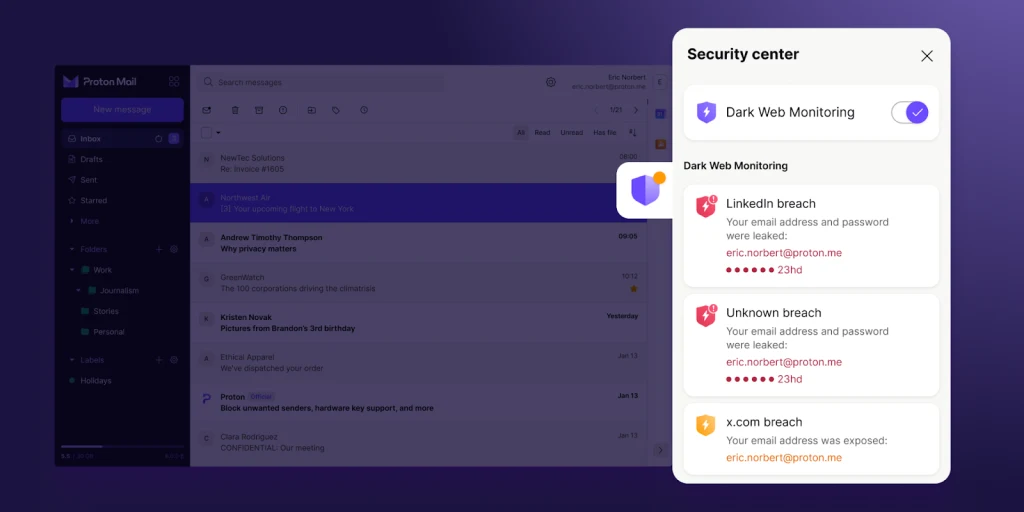 Proton Mail
New message
Inbox
Drafts
Sent
Starred
More
Folders
Work
Journalism
Stories
Personal
Labels
Holidays
Search messages
Eric Norbert
eric.norbert@proton.me
E
1/21
All Read Unread Has file
N NewTec Solutions 08:00
Re: Invoice #1605
A Northwest Air
[3] Your upcoming flight to New York
A Andrew Timothy Thompson 09:05
Why privacy matters
G GreenWatch 10:12
The 100 corporations driving the climatrisis
A Kristen Novak Yesterday
Pictures from Brandon's 3rd birthday
A Ethical Apparel Jan 13
We've dispatched your order
Proton Official Jan 13
Block unwanted senders, hardware key support, and more
C Clara Rodriguez Jan 13
CONFIDENTIAL: Our meeting
Security center
Dark Web Monitoring
Dark Web Monitoring
LinkedIn breach
Your email address and password
were leaked:
eric.norbert@proton.me
●●●●●● 23hd
Unknown breach
Your email address and password
were leaked:
eric.norbert@proton.me
●●●●●● 23hd
x.com breach
Your email address was exposed:
eric.norbert@proton.me